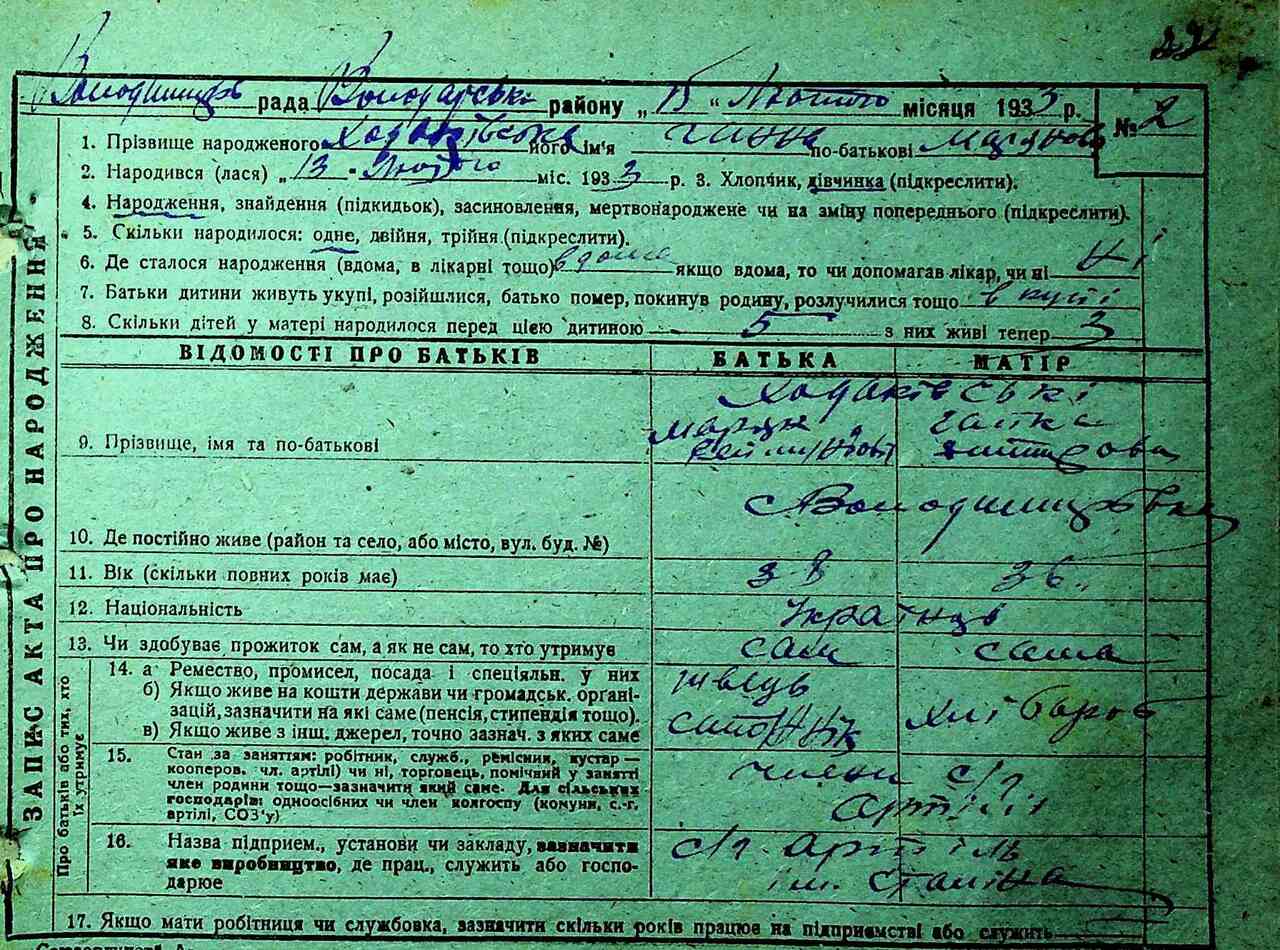 рада Володарськ району „15“ Лютого місяця 1933 р.
№ 2
1. Прізвище народженого Ходаківська його ім'я Ганна по-батькові
2. Народився (лася) „13 - Лютого міс. 1933 р. 3. Хлопчик, дівчинка (підкреслити).
4. Народження, знайдення (підкидьок), засиновлення, мертвонароджене чи на зміну попереднього (підкреслити).
5. Скільки народилося: одне, двійня, трійня (підкреслити).
6. Де сталося народження (вдома, в лікарні тощо) вдома якщо вдома, то чи допомагав лікар, чи ні ні
7. Батьки дитини живуть укупі, розійшлися, батько помер, покинув родину, розлучилися тощо в купі
8. Скільки дітей у матері народилося перед цією дитиною 5 з них живі тепер 3
ЗАПИС АКТА ПРО НАРОДЖЕННЯ
ВІДОМОСТІ ПРО БАТЬКІВ БАТЬКА МАТІР
Ходаківські
9. Прізвище, імя та по-батькові
10. Де постійно живе (район та село, або місто, вул. буд. №)
11. Вік (скільки повних років має) 38 36
12. Національність Українці
13. Чи здобуває прожиток сам, а як не сам, то хто утримує сам сама
Про батьків або тих, хто
їх утримує
14. а Ремество, промисел, посада і спеціяльн. у них швець
б) Якщо живе на кошти держави чи громадськ. органі-
зацій, зазначити на які саме (пенсія, стипендія тощо). хлібороб
в) Якщо живе з інш. джерел, точно зазнач. з яких саме
15. Стан за заняттям: робітник, служб., ремісник, кустар—
кооперов. чл. артілі) чи ні, торговець, помічний у занятті члени с/г
член родини тощо—зазначити який саме. Для сільських
господарів: одноосібних чи член колгоспу (комуни, с.-г. артілі
артілі, СОЗ'у)
16. Назва підприєм., установи чи закладу, зазначити с/г. артіль
яке виробництво, де прац., служить або госпо- ім. Сталіна
дарює
17. Якщо мати робітниця чи службовка, зазначити скільки років працює на підприємстві або служить